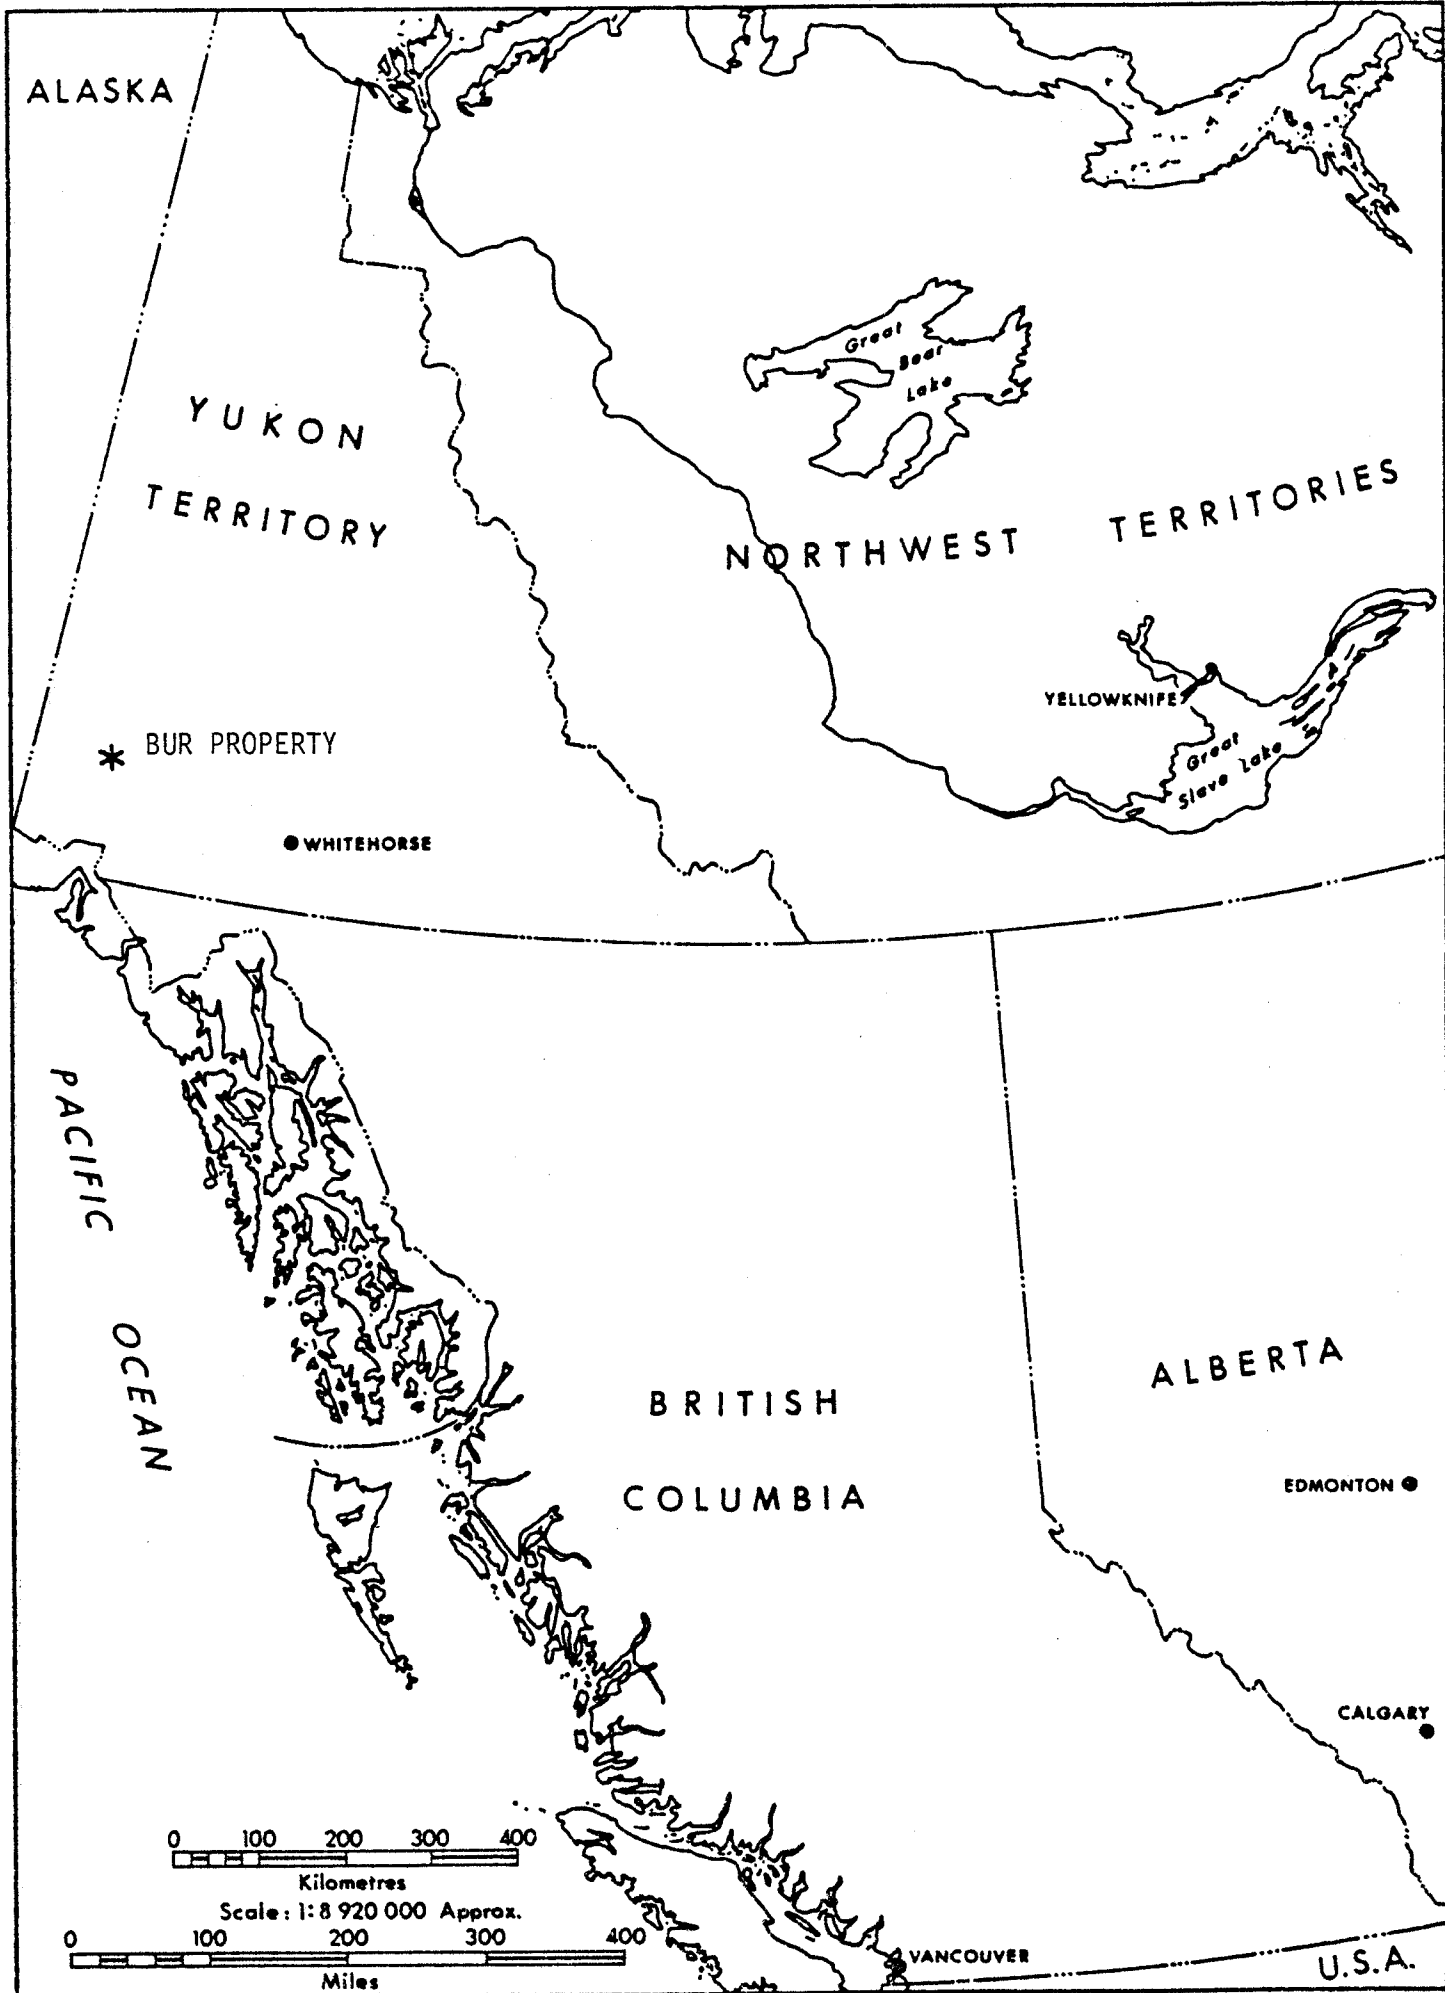 ALASKA
Great
Bear
Lake
YUKON
TERRITORY
NORTHWEST TERRITORIES
YELLOWKNIFE
Great
Slave Lake
BUR PROPERTY
WHITEHORSE
PACIFIC
OCEAN
BRITISH
COLUMBIA
ALBERTA
EDMONTON
CALGARY
0 100 200 300 400
Kilometres
Scale: 1:8 920 000 Approx.
0 100 200 300 400
Miles
VANCOUVER
U.S.A.